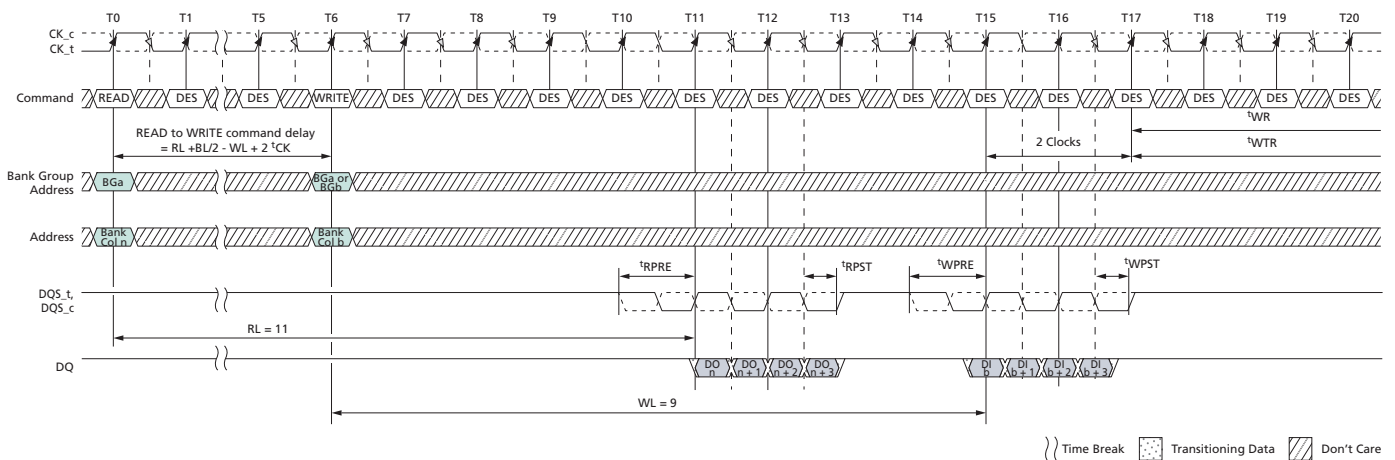 T0 T1 T5 T6 T7 T8 T9 T10 T11 T12 T13 T14 T15 T16 T17 T18 T19 T20
CK_c
CK_t
Command READ DES DES WRITE DES DES DES DES DES DES DES DES DES DES DES DES DES DES
READ to WRITE command delay
= RL +BL/2 - WL + 2 tCK
2 Clocks
tWR
tWTR
Bank Group
Address
BGa
BGa or
BGb
Address
Bank
Col n
Bank
Col b
tRPRE tRPST tWPRE tWPST
DQS_t,
DQS_c
RL = 11
DQ
DO
n
DO
n + 1
DO
n + 2
DO
n + 3
DI
b
DI
b + 1
DI
b + 2
DI
b + 3
WL = 9
Time Break Transitioning Data Don't Care